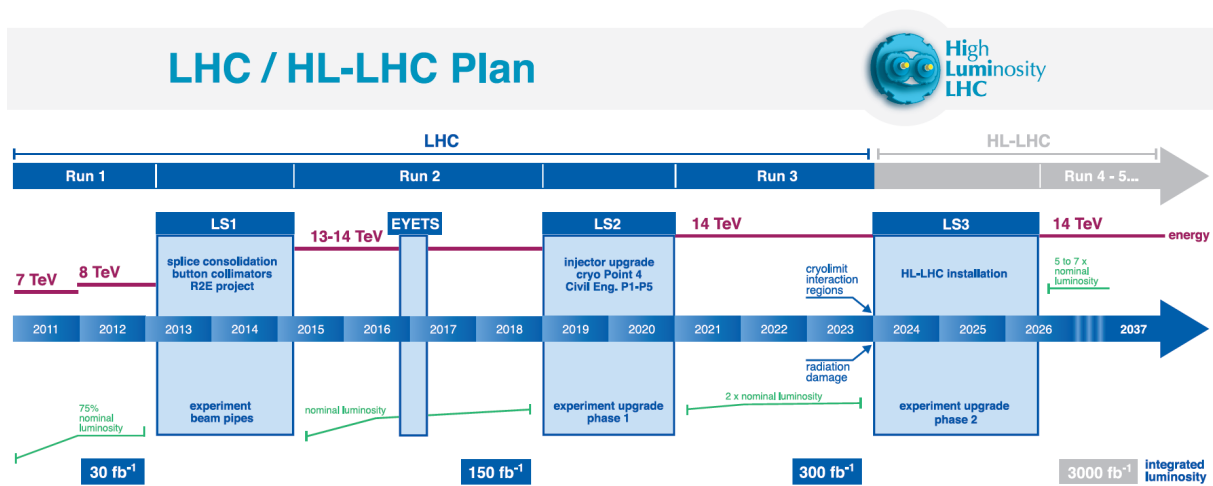 LHC / HL-LHC Plan
High
Luminosity
LHC
LHC
HL-LHC
Run 1
Run 2
Run 3
Run 4 - 5...
LS1
EYETS
LS2
LS3
7 TeV
8 TeV
13-14 TeV
14 TeV
14 TeV
energy
splice consolidation
button collimators
R2E project
injector upgrade
cryo Point 4
Civil Eng. P1-P5
cryolimit
interaction
regions
HL-LHC installation
5 to 7 x
nominal
luminosity
2011
2012
2013
2014
2015
2016
2017
2018
2019
2020
2021
2022
2023
2024
2025
2026
2037
radiation
damage
75%
nominal
luminosity
experiment
beam pipes
nominal luminosity
experiment upgrade
phase 1
2 x nominal luminosity
experiment upgrade
phase 2
30 fb⁻¹
150 fb⁻¹
300 fb⁻¹
3000 fb⁻¹
integrated
luminosity